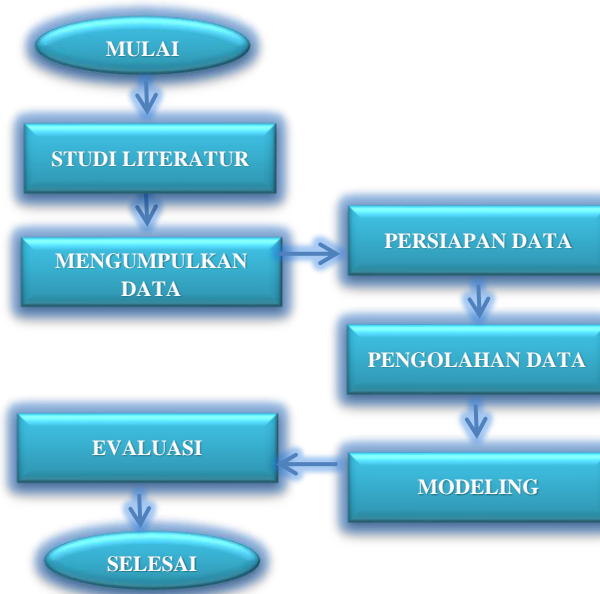 MULAI
STUDI LITERATUR
MENGUMPULKAN
DATA
PERSIAPAN DATA
PENGOLAHAN DATA
MODELING
EVALUASI
SELESAI